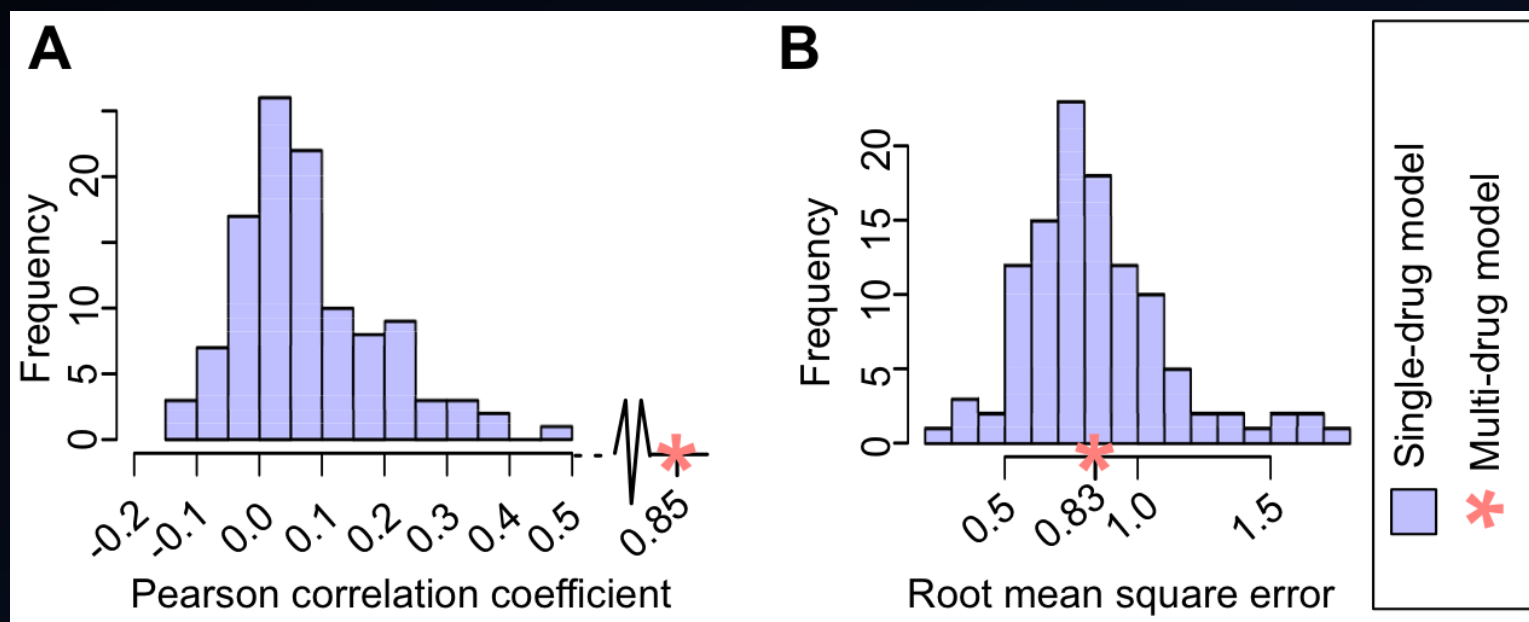 A
Frequency
20
10
5
0
-0.2
-0.1
0.0
0.1
0.2
0.3
0.4
0.5
0.85
Pearson correlation coefficient
B
Frequency
20
15
10
5
0
0.5
0.83
1.0
1.5
Root mean square error
Single-drug model
* Multi-drug model